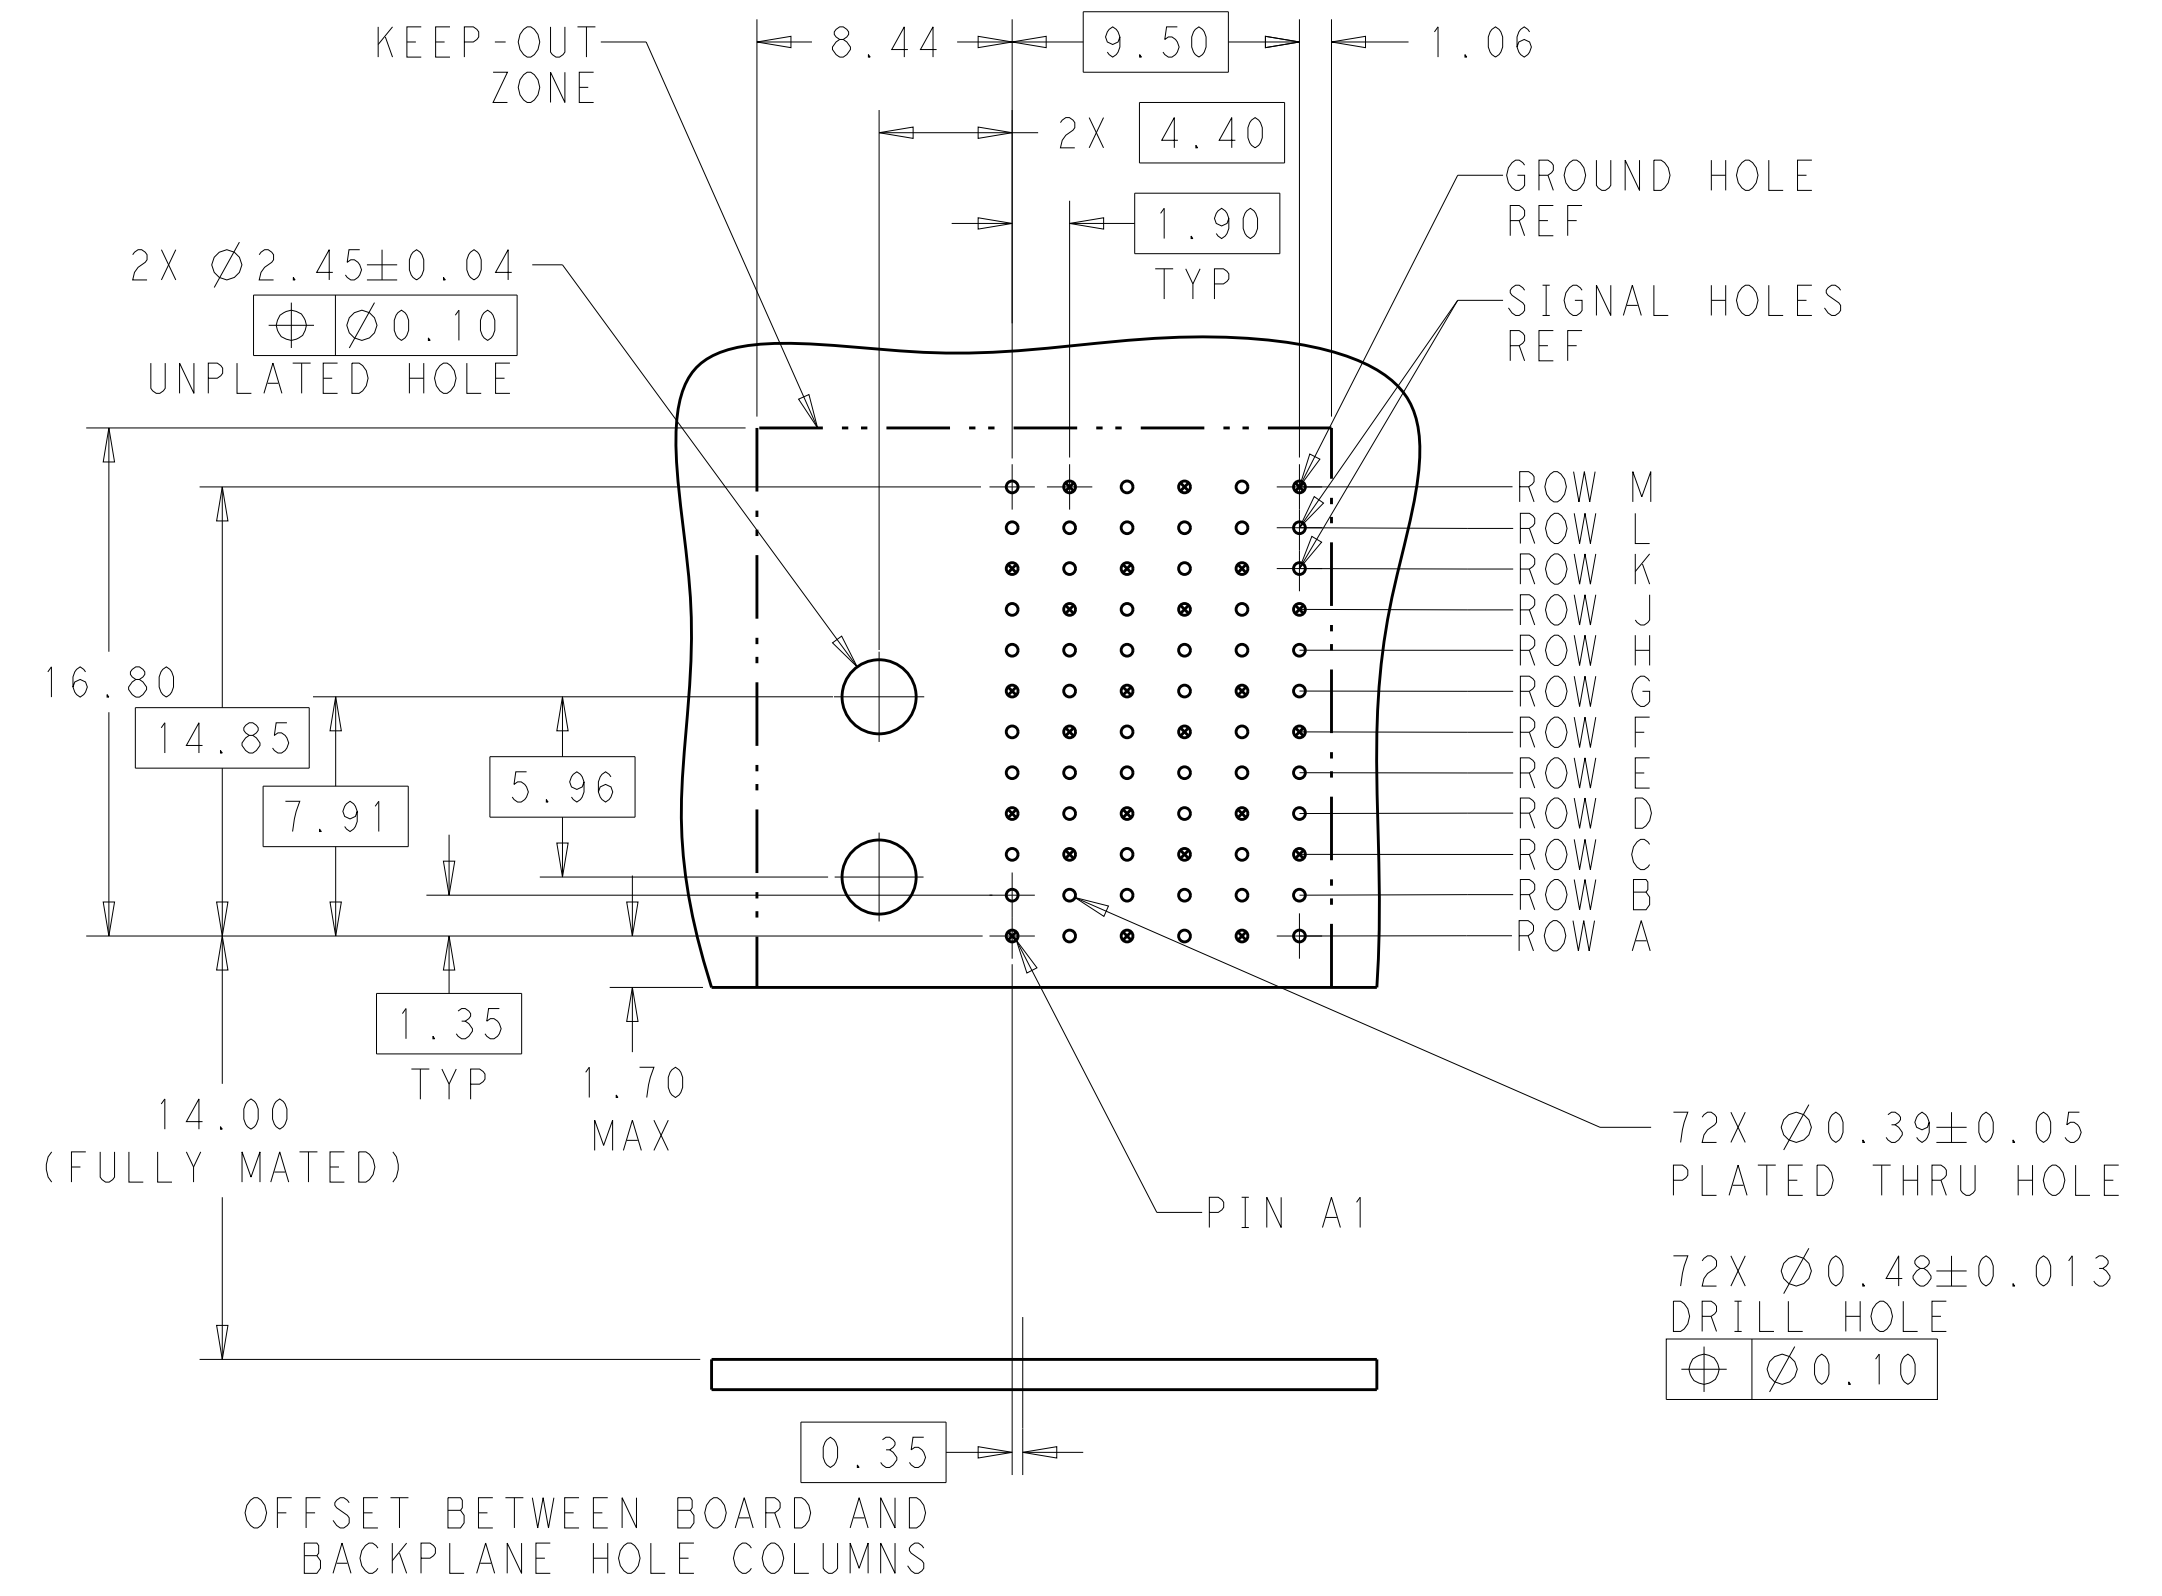 KEEP-OUT
ZONE
8.44
9.50
1.06
2X 4.40
1.90
TYP
GROUND HOLE
REF
SIGNAL HOLES
REF
2X Ø2.45±0.04
⌖ Ø0.10
UNPLATED HOLE
ROW M
ROW L
ROW K
ROW J
ROW H
ROW G
ROW F
ROW E
ROW D
ROW C
ROW B
ROW A
16.80
14.85
7.91
5.96
1.35
TYP
1.70
MAX
14.00
(FULLY MATED)
PIN A1
72X Ø0.39±0.05
PLATED THRU HOLE
72X Ø0.48±0.013
DRILL HOLE
⌖ Ø0.10
0.35
OFFSET BETWEEN BOARD AND
BACKPLANE HOLE COLUMNS